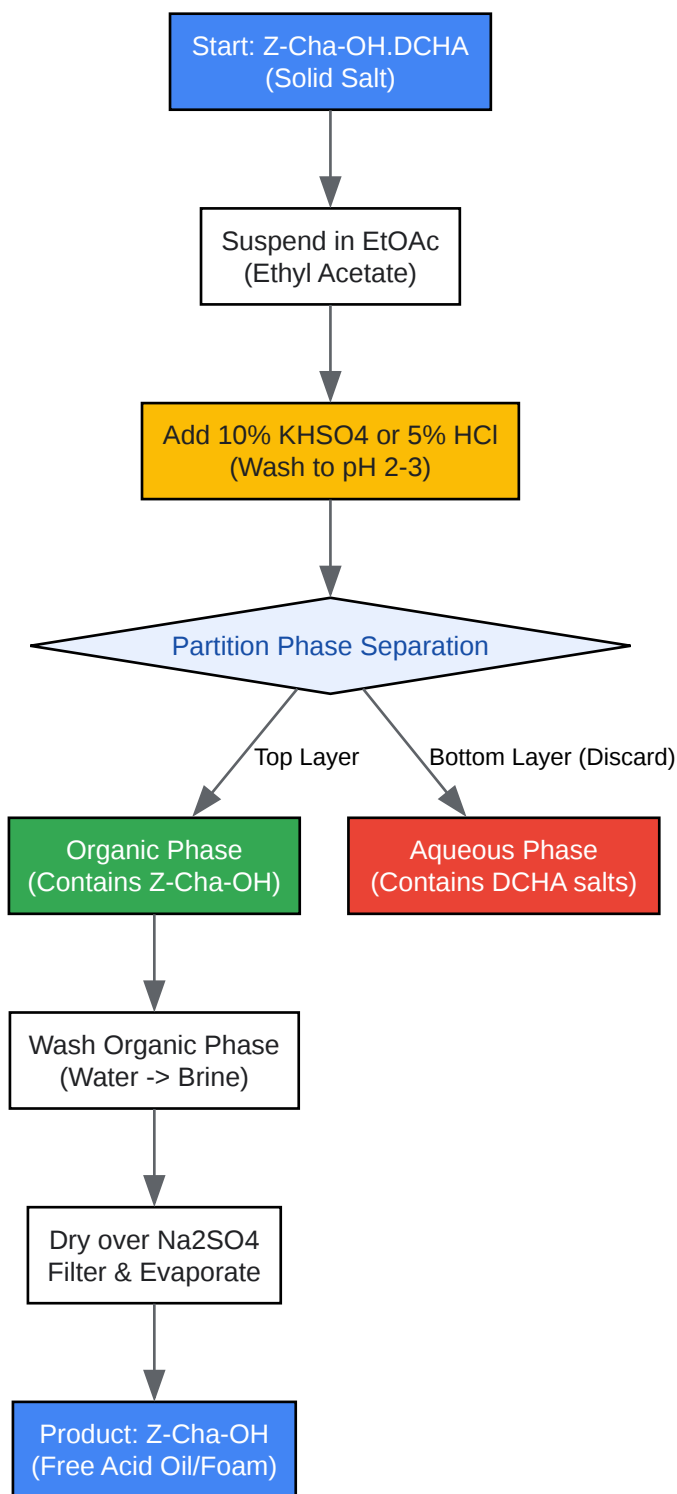 Start: Z-Cha-OH.DCHA
(Solid Salt)
Suspend in EtOAc
(Ethyl Acetate)
Add 10% KHSO4 or 5% HCl
(Wash to pH 2-3)
Partition Phase Separation
Top Layer
Bottom Layer (Discard)
Organic Phase
(Contains Z-Cha-OH)
Aqueous Phase
(Contains DCHA salts)
Wash Organic Phase
(Water -> Brine)
Dry over Na2SO4
Filter & Evaporate
Product: Z-Cha-OH
(Free Acid Oil/Foam)